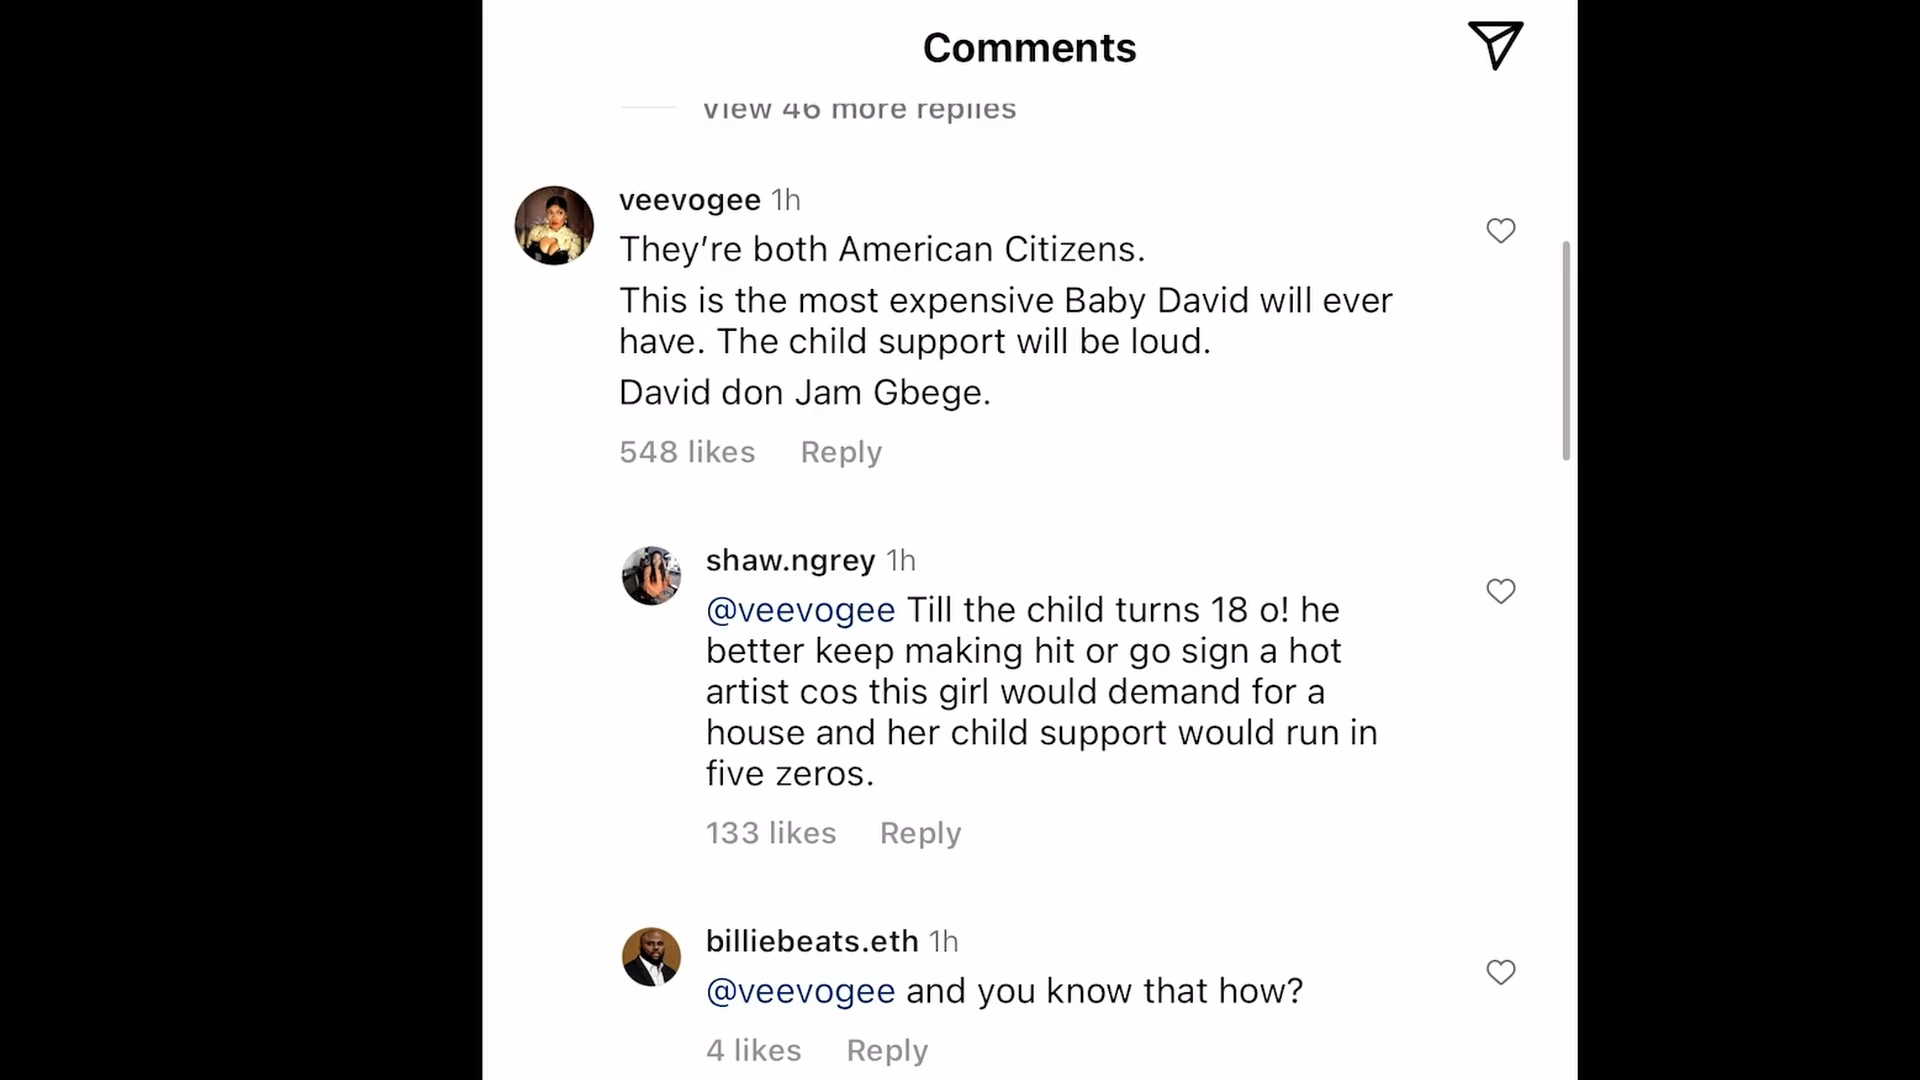 Comments
View 46 more replies
veevogee 1h
They’re both American Citizens.
This is the most expensive Baby David will ever
have. The child support will be loud.
David don Jam Gbege.
548 likes Reply
shaw.ngrey 1h
@veevogee Till the child turns 18 o! he
better keep making hit or go sign a hot
artist cos this girl would demand for a
house and her child support would run in
five zeros.
133 likes Reply
billiebeats.eth 1h
@veevogee and you know that how?
4 likes Reply